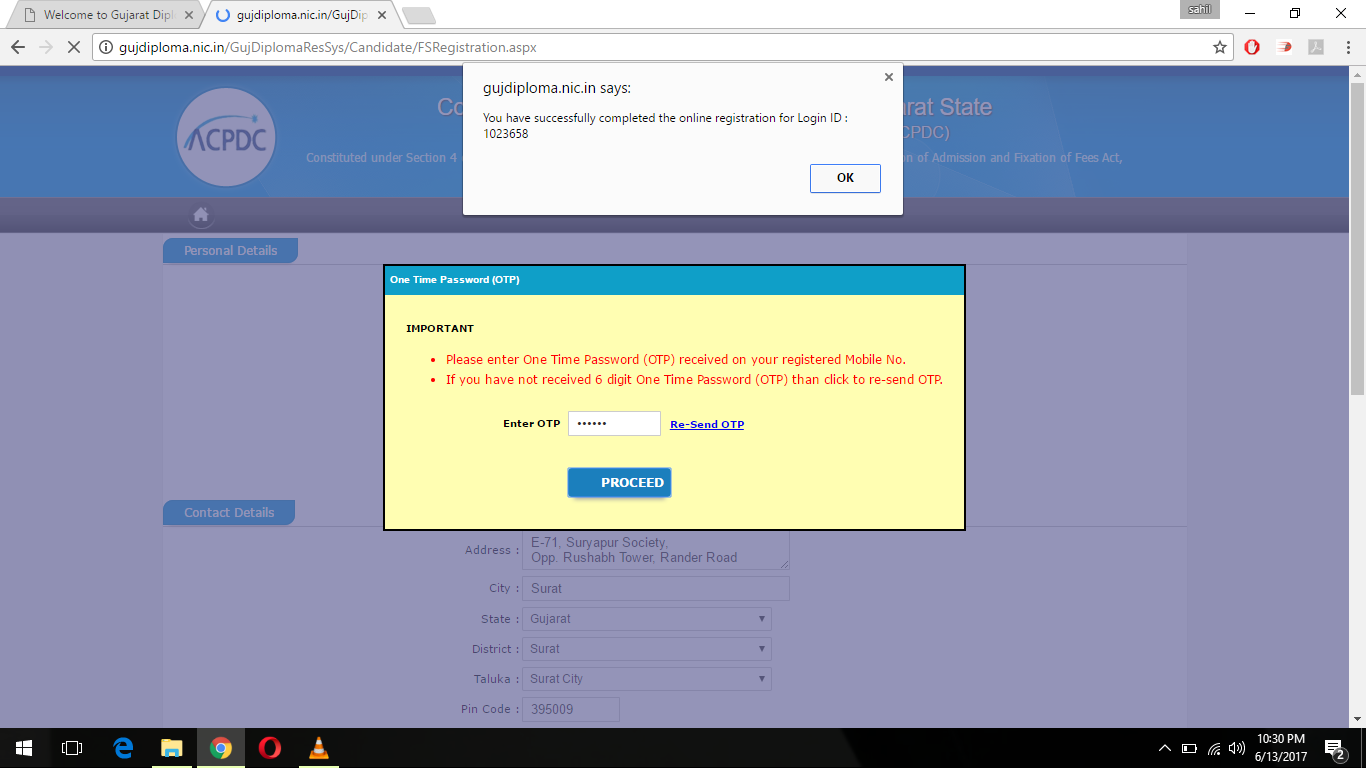 Welcome to Gujarat Dipl
gujdiploma.nic.in/GujDip
sahil
gujdiploma.nic.in/GujDiplomaResSys/Candidate/FSRegistration.aspx
gujdiploma.nic.in says:
You have successfully completed the online registration for Login ID :
1023658
OK
ACPDC
Co
arat State
CPDC)
Constituted under Section 4
on of Admission and Fixation of Fees Act,
Personal Details
One Time Password (OTP)
IMPORTANT
• Please enter One Time Password (OTP) received on your registered Mobile No.
• If you have not received 6 digit One Time Password (OTP) than click to re-send OTP.
Enter OTP •••••• Re-Send OTP
PROCEED
Contact Details
Address : E-71, Suryapur Society,
Opp. Rushabh Tower, Rander Road
City : Surat
State : Gujarat
District : Surat
Taluka : Surat City
Pin Code : 395009
10:30 PM
6/13/2017
2